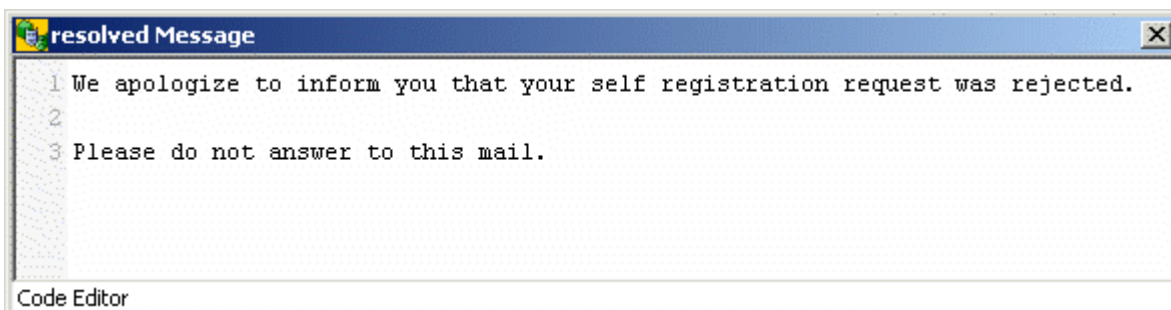 resolved Message
1 We apologize to inform you that your self registration request was rejected.
2
3 Please do not answer to this mail.
Code Editor